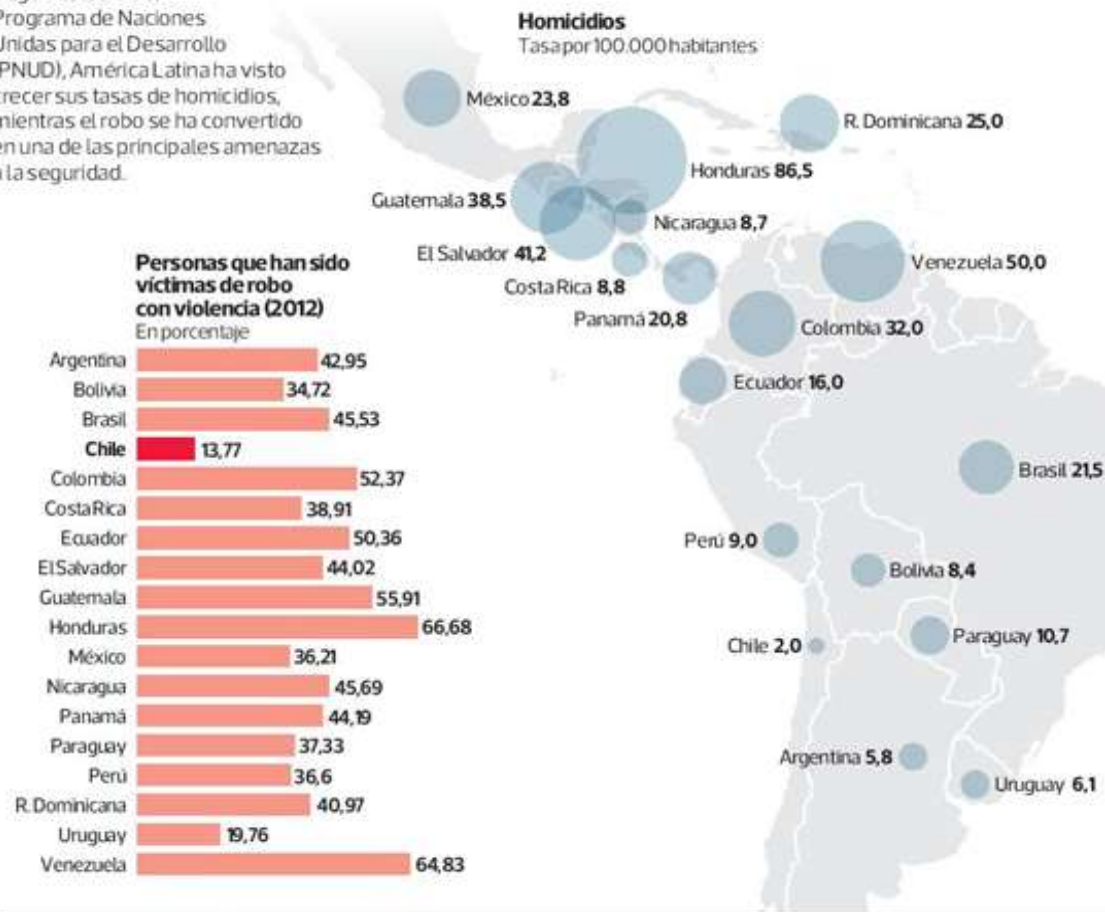 Programa de Naciones
Unidas para el Desarrollo
(PNUD), América Latina ha visto
crecer sus tasas de homicidios,
mientras el robo se ha convertido
en una de las principales amenazas
a la seguridad.
Homicidios
Tasa por 100.000 habitantes
México 23,8
R. Dominicana 25,0
Honduras 86,5
Guatemala 38,5
Nicaragua 8,7
El Salvador 41,2
Costa Rica 8,8
Venezuela 50,0
Panamá 20,8
Colombia 32,0
Ecuador 16,0
Brasil 21,5
Perú 9,0
Bolivia 8,4
Chile 2,0
Paraguay 10,7
Argentina 5,8
Uruguay 6,1
Personas que han sido
víctimas de robo
con violencia (2012)
En porcentaje
Argentina 42,95
Bolivia 34,72
Brasil 45,53
Chile 13,77
Colombia 52,37
Costa Rica 38,91
Ecuador 50,36
El Salvador 44,02
Guatemala 55,91
Honduras 66,68
México 36,21
Nicaragua 45,69
Panamá 44,19
Paraguay 37,33
Perú 36,6
R. Dominicana 40,97
Uruguay 19,76
Venezuela 64,83